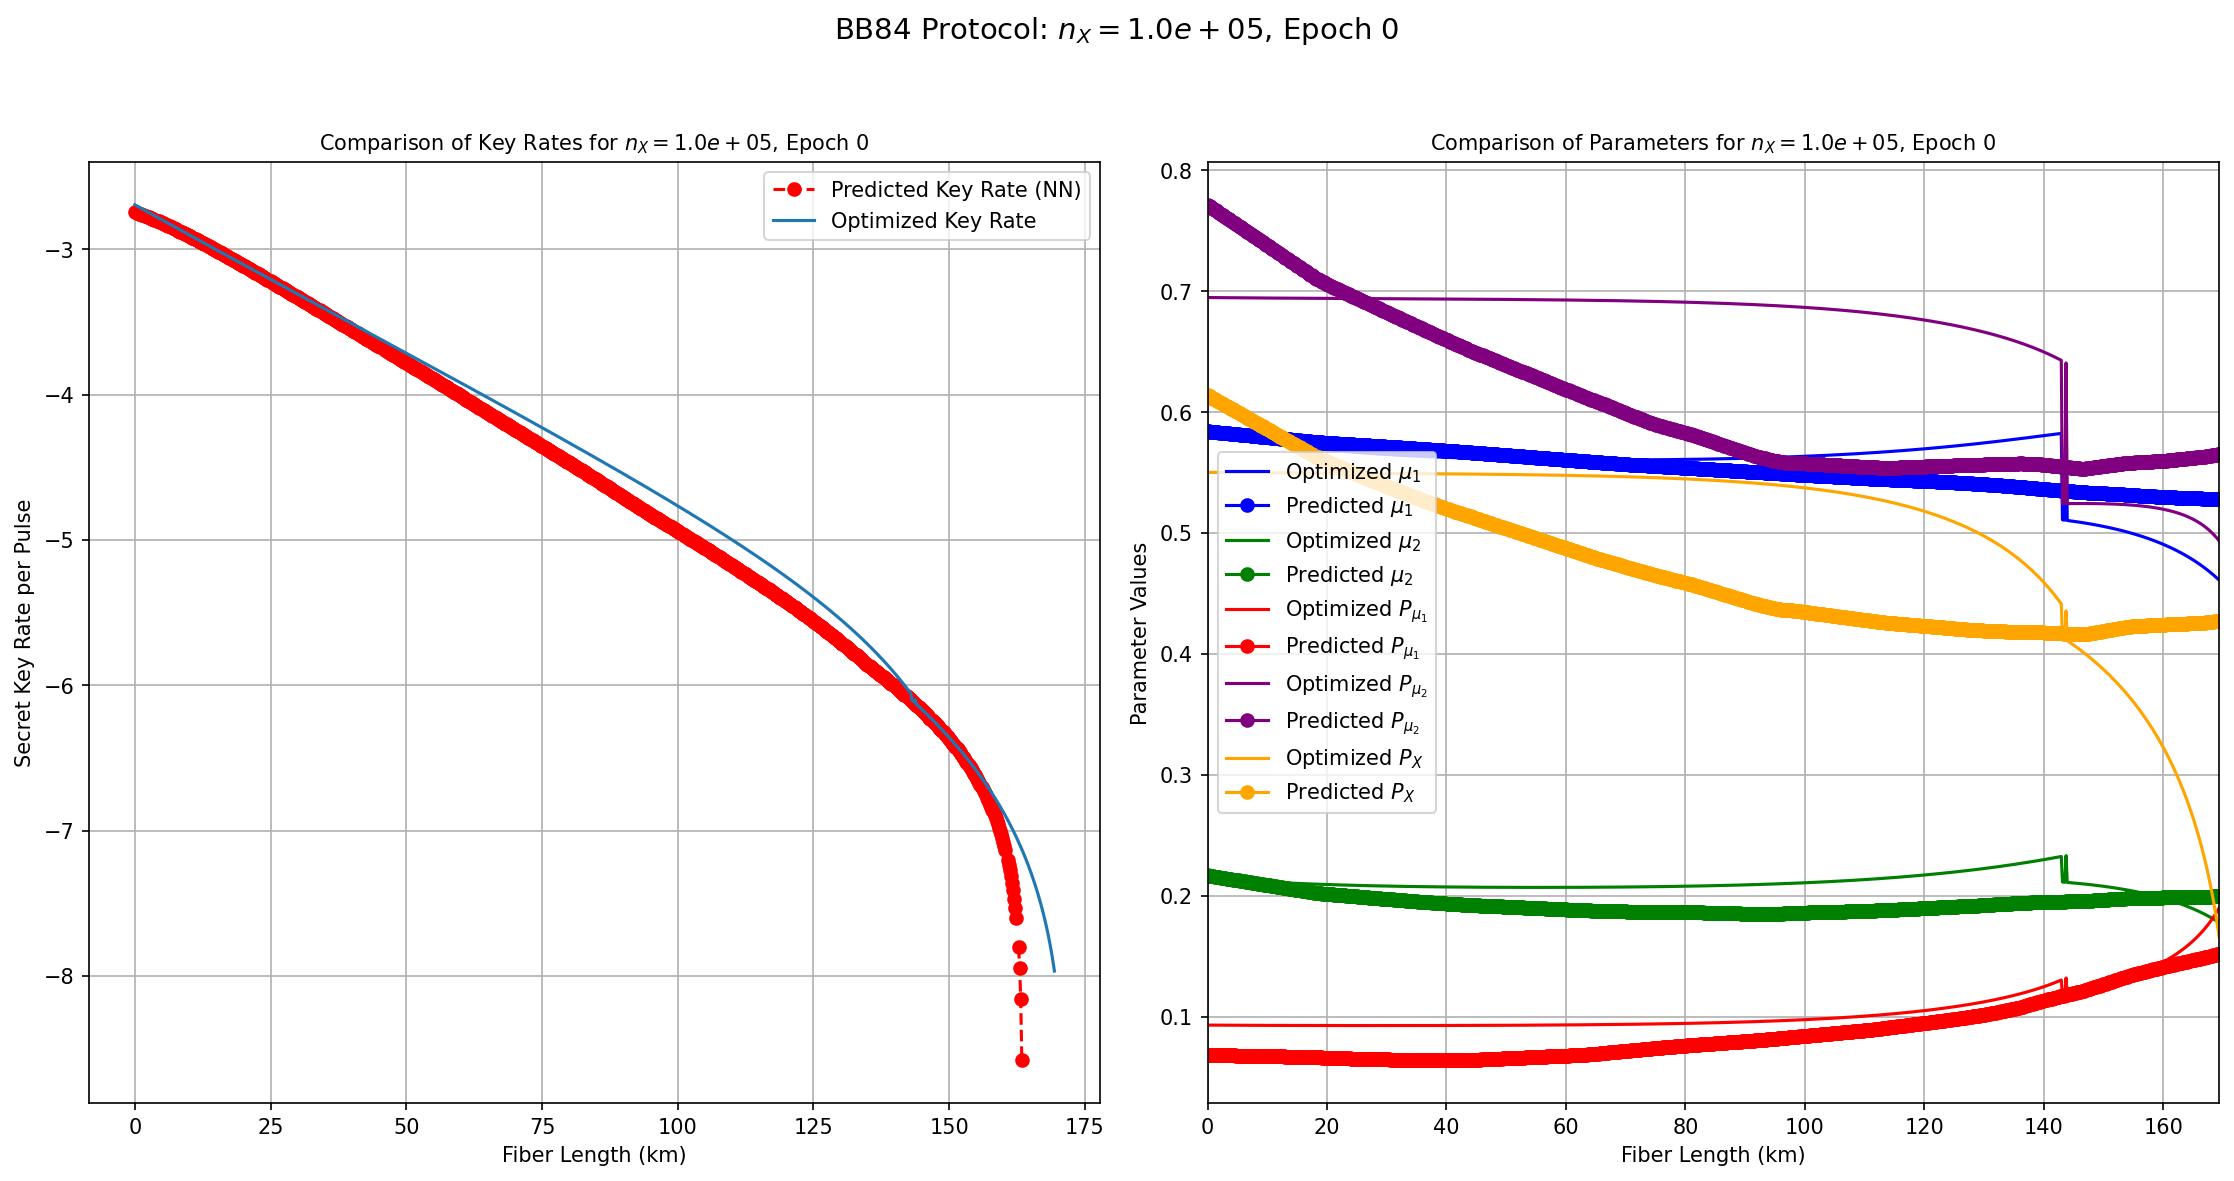 BB84 Protocol: $n_X = 1.0e + 05$, Epoch 0
Comparison of Key Rates for $n_X = 1.0e + 05$, Epoch 0
Predicted Key Rate (NN)
Optimized Key Rate
Secret Key Rate per Pulse
−3
−4
−5
−6
−7
−8
0 25 50 75 100 125 150 175
Fiber Length (km)
Comparison of Parameters for $n_X = 1.0e + 05$, Epoch 0
Parameter Values
0.8
0.7
0.6
0.5
0.4
0.3
0.2
0.1
Optimized $\mu_1$
Predicted $\mu_1$
Optimized $\mu_2$
Predicted $\mu_2$
Optimized $P_{\mu_1}$
Predicted $P_{\mu_1}$
Optimized $P_{\mu_2}$
Predicted $P_{\mu_2}$
Optimized $P_X$
Predicted $P_X$
0 20 40 60 80 100 120 140 160
Fiber Length (km)